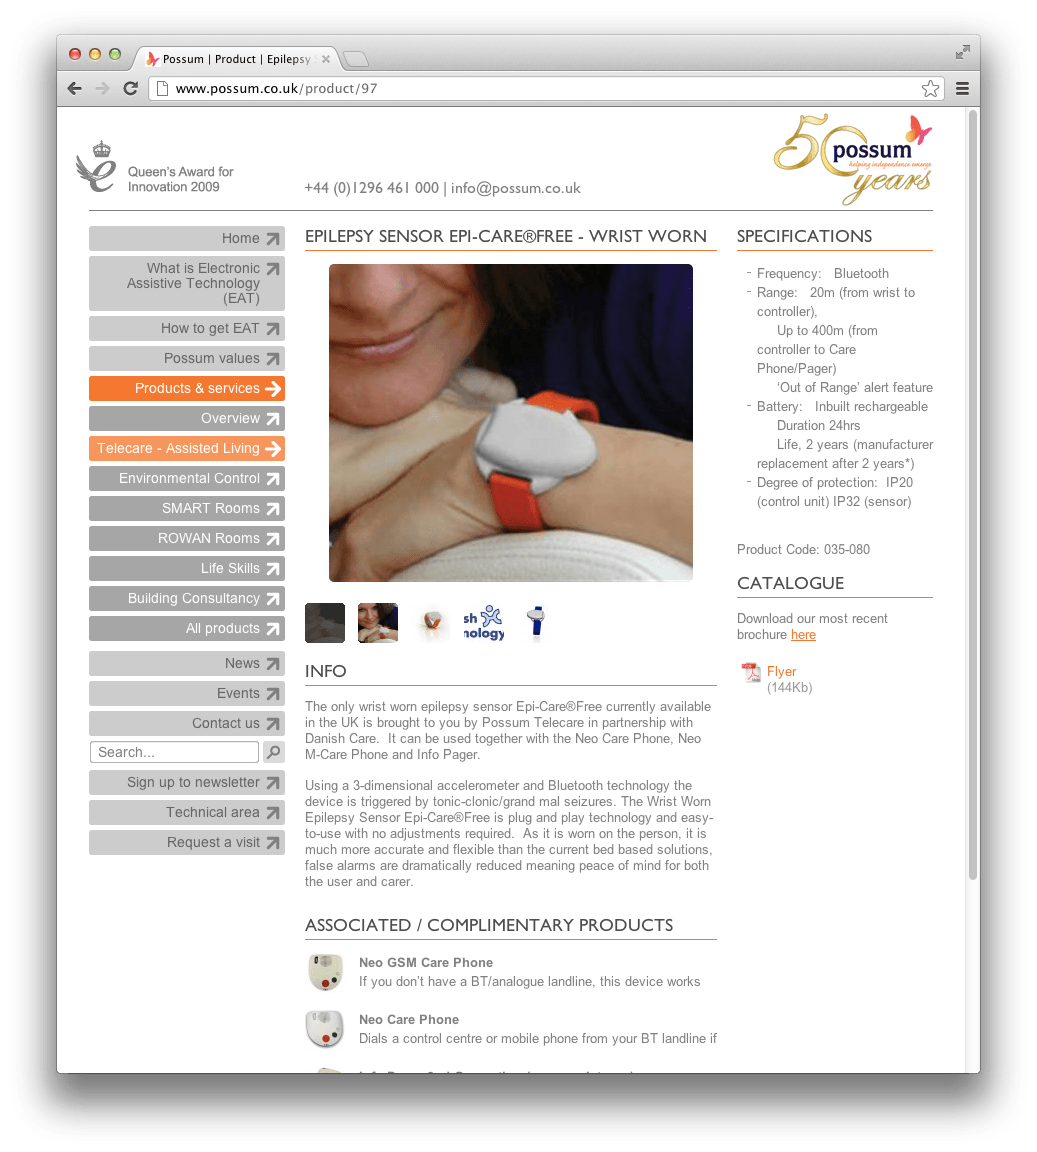 Possum | Product | Epilepsy
www.possum.co.uk/product/97
Queen's Award for
Innovation 2009
+44 (0)1296 461 000 | info@possum.co.uk
50
possum
helping independence emerge
years
Home
What is Electronic
Assistive Technology
(EAT)
How to get EAT
Possum values
Products & services
Overview
Telecare - Assisted Living
Environmental Control
SMART Rooms
ROWAN Rooms
Life Skills
Building Consultancy
All products
News
Events
Contact us
Search...
Sign up to newsletter
Technical area
Request a visit
EPILEPSY SENSOR EPI-CARE®FREE - WRIST WORN
sh
nology
INFO
The only wrist worn epilepsy sensor Epi-Care®Free currently available
in the UK is brought to you by Possum Telecare in partnership with
Danish Care.  It can be used together with the Neo Care Phone, Neo
M-Care Phone and Info Pager.
Using a 3-dimensional accelerometer and Bluetooth technology the
device is triggered by tonic-clonic/grand mal seizures. The Wrist Worn
Epilepsy Sensor Epi-Care®Free is plug and play technology and easy-
to-use with no adjustments required.  As it is worn on the person, it is
much more accurate and flexible than the current bed based solutions,
false alarms are dramatically reduced meaning peace of mind for both
the user and carer.
ASSOCIATED / COMPLIMENTARY PRODUCTS
Neo GSM Care Phone
If you don't have a BT/analogue landline, this device works
Neo Care Phone
Dials a control centre or mobile phone from your BT landline if
SPECIFICATIONS
- Frequency:   Bluetooth
- Range:   20m (from wrist to
controller),
Up to 400m (from
controller to Care
Phone/Pager)
'Out of Range' alert feature
- Battery:   Inbuilt rechargeable
Duration 24hrs
Life, 2 years (manufacturer
replacement after 2 years*)
- Degree of protection:  IP20
(control unit) IP32 (sensor)
Product Code: 035-080
CATALOGUE
Download our most recent
brochure here
Flyer
(144Kb)